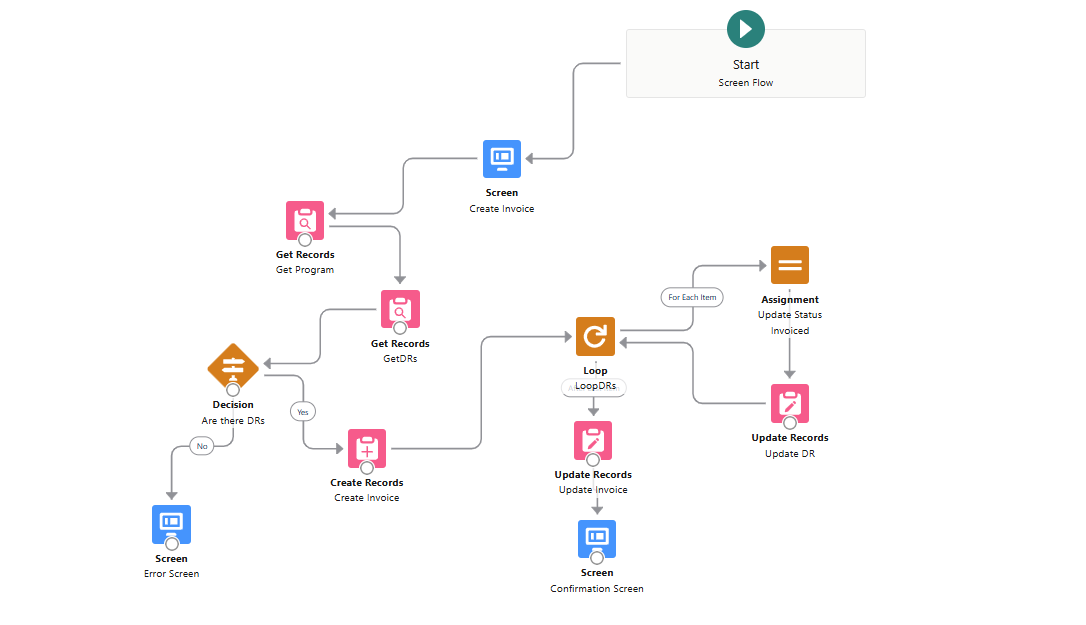 Start
Screen Flow
Screen
Create Invoice
Get Records
Get Program
Get Records
GetDRs
For Each Item
Assignment
Update Status
Invoiced
Loop
LoopDRs
Decision
Are there DRs
Yes
No
Create Records
Create Invoice
Update Records
Update DR
Update Records
Update Invoice
Screen
Error Screen
Screen
Confirmation Screen